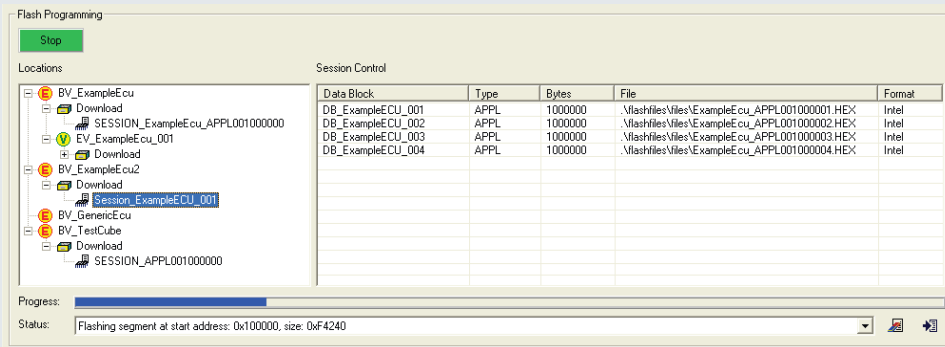 Flash Programming
Stop
Locations
Session Control
BV_ExampleEcu
Download
SESSION_ExampleEcu_APPL001000000
EV_ExampleEcu_001
Download
BV_ExampleEcu2
Download
Session_ExampleECU_001
BV_GenericEcu
BV_TestCube
Download
SESSION_APPL001000000
Data Block Type Bytes File Format
DB_ExampleECU_001 APPL 1000000 .\flashfiles\files\ExampleEcu_APPL001000001.HEX Intel
DB_ExampleECU_002 APPL 1000000 .\flashfiles\files\ExampleEcu_APPL001000002.HEX Intel
DB_ExampleECU_003 APPL 1000000 .\flashfiles\files\ExampleEcu_APPL001000003.HEX Intel
DB_ExampleECU_004 APPL 1000000 .\flashfiles\files\ExampleEcu_APPL001000004.HEX Intel
Progress:
Status: Flashing segment at start address: 0x100000, size: 0xF4240